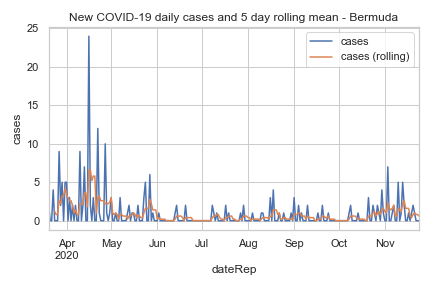 New COVID-19 daily cases and 5 day rolling mean - Bermuda
cases
cases (rolling)
25
20
15
10
5
0
cases
Apr May Jun Jul Aug Sep Oct Nov
2020
dateRep